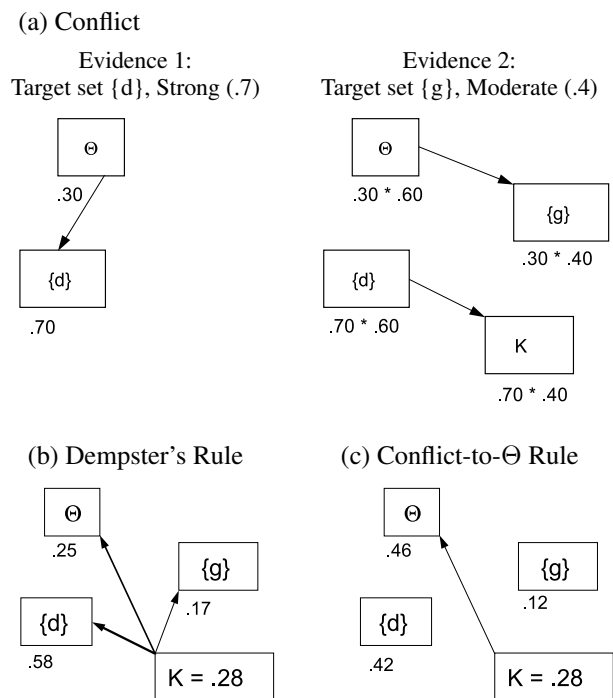 (a) Conflict
Evidence 1:
Target set {d}, Strong (.7)
Θ
.30
{d}
.70
Evidence 2:
Target set {g}, Moderate (.4)
Θ
.30 * .60
{g}
.30 * .40
{d}
.70 * .60
K
.70 * .40
(b) Dempster's Rule
Θ
.25
{g}
.17
{d}
.58
K = .28
(c) Conflict-to-Θ Rule
Θ
.46
{g}
.12
{d}
.42
K = .28